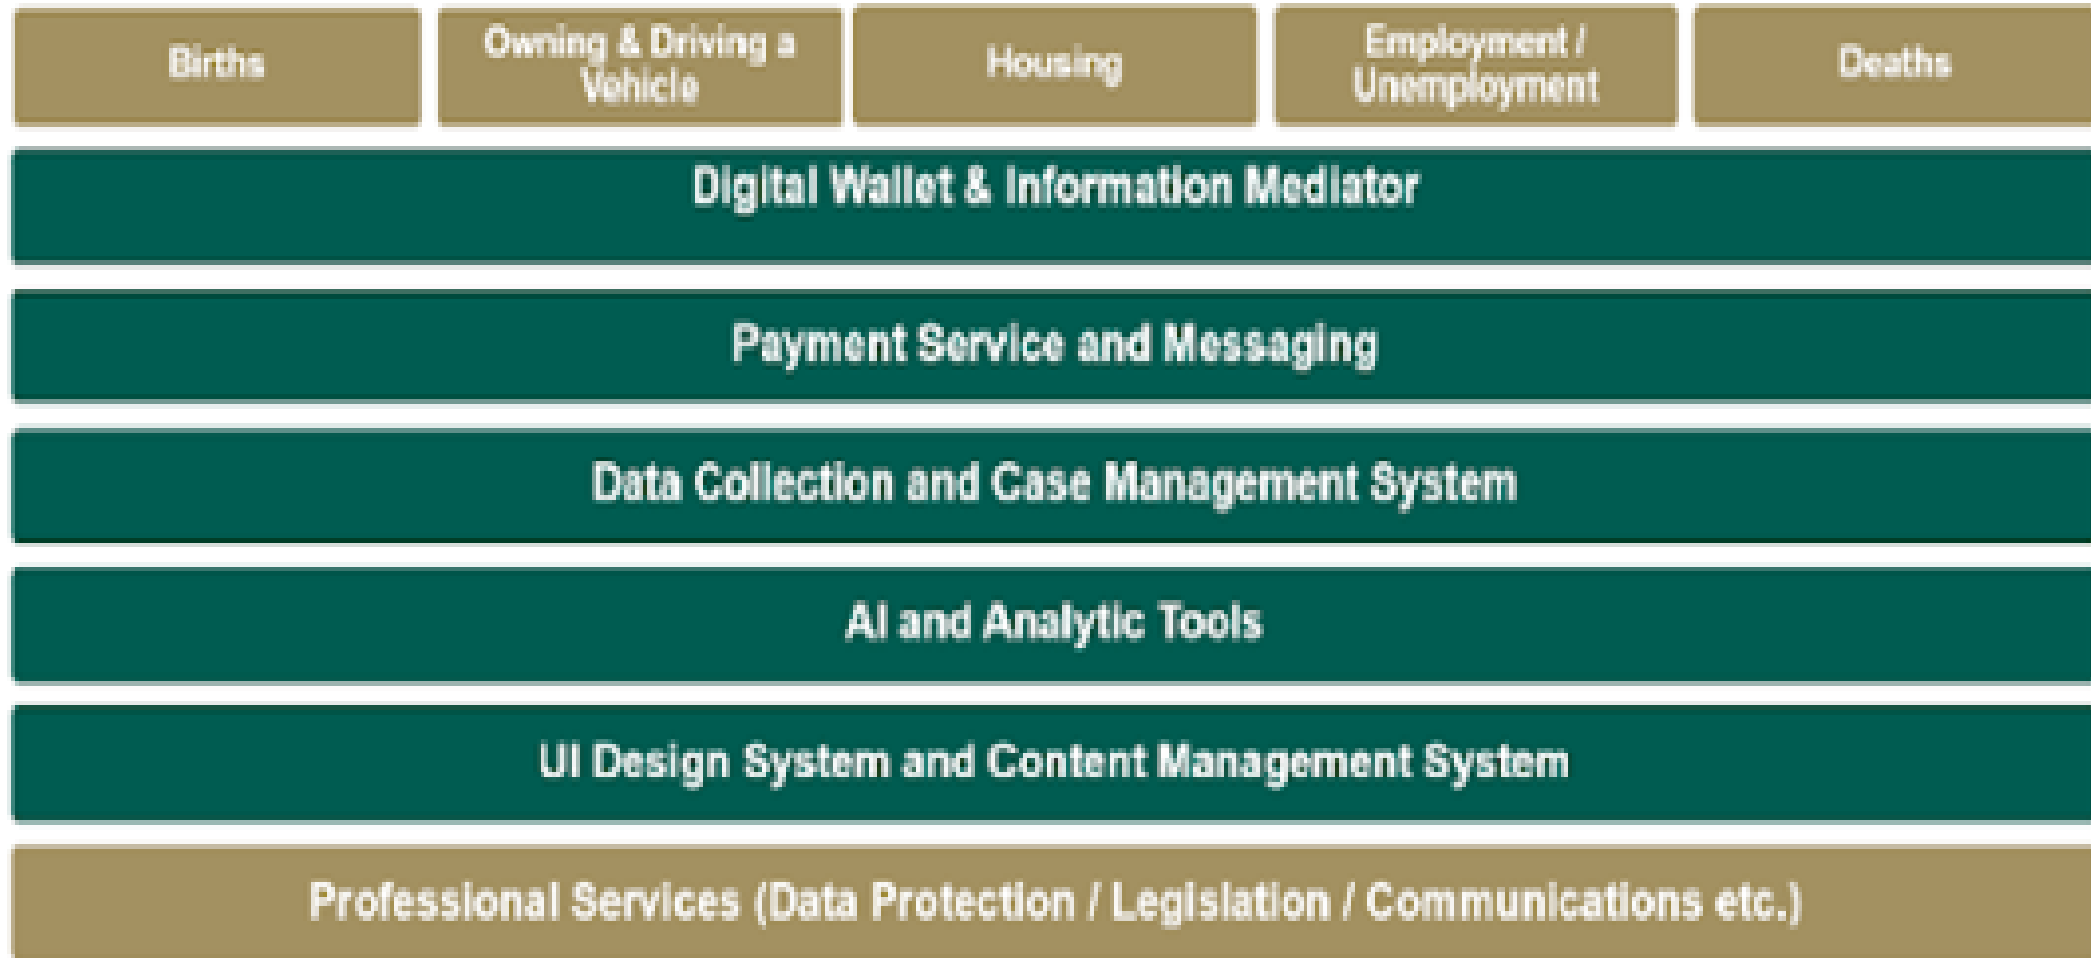 Births
Owning & Driving a
Vehicle
Housing
Employment /
Unemployment
Deaths
Digital Wallet & Information Mediator
Payment Service and Messaging
Data Collection and Case Management System
AI and Analytic Tools
UI Design System and Content Management System
Professional Services (Data Protection / Legislation / Communications etc.)